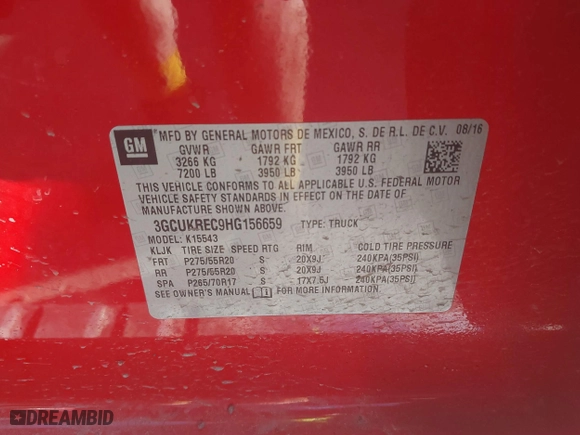 GM
MFD BY GENERAL MOTORS DE MEXICO, S. DE R.L. DE C.V. 08/16
GVWR GAWR FRT GAWR RR
3266 KG 1792 KG 1792 KG
7200 LB 3950 LB 3950 LB
THIS VEHICLE CONFORMS TO ALL APPLICABLE U.S. FEDERAL MOTOR
VEHICLE SAFETY STANDARDS IN EFFECT ON THE DATE OF
MANUFACTURE SHOWN ABOVE.
3GCUKREC9HG156659 TYPE: TRUCK
MODEL: K15543
KLJK TIRE SIZE SPEED RTG RIM COLD TIRE PRESSURE
FRT P275/55R20 S 20X9J 240KPA(35PSI)
RR P275/55R20 S 20X9J 240KPA(35PSI)
SPA P265/70R17 S 17X7.5J 240KPA(35PSI)
SEE OWNER'S MANUAL FOR MORE INFORMATION.
DREAMBID